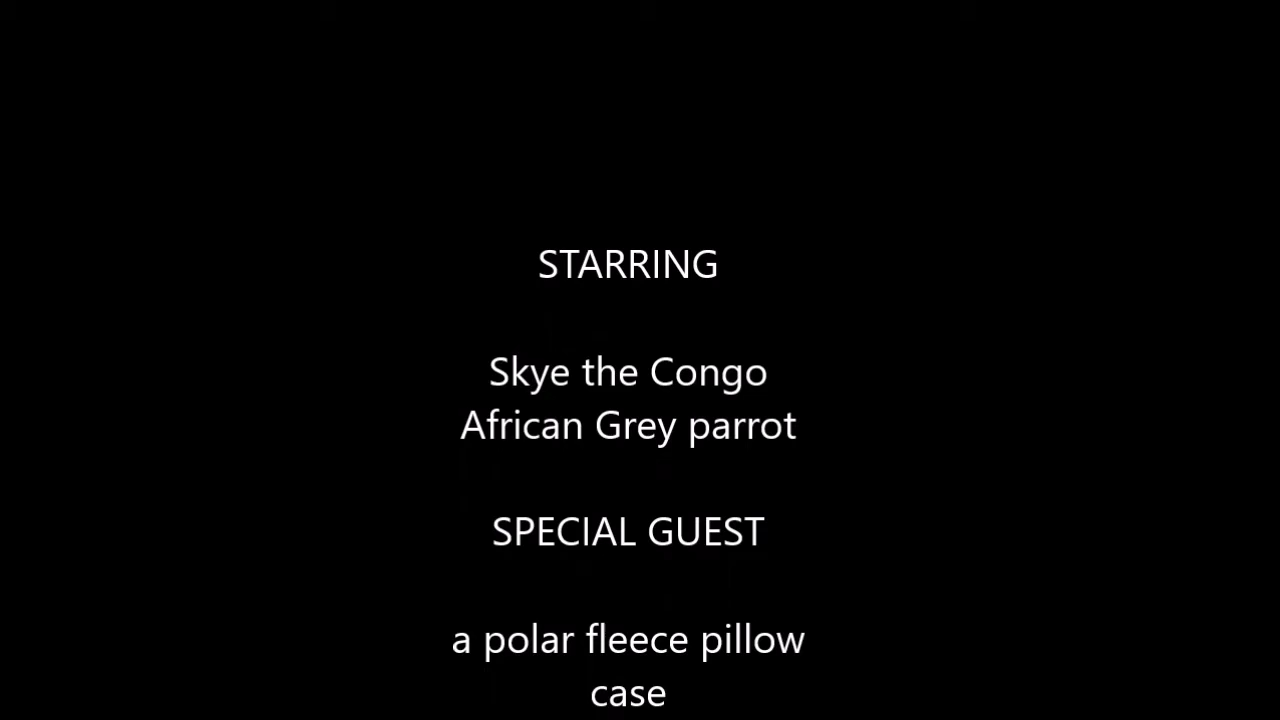 STARRING
Skye the Congo
African Grey parrot
SPECIAL GUEST
a polar fleece pillow
case